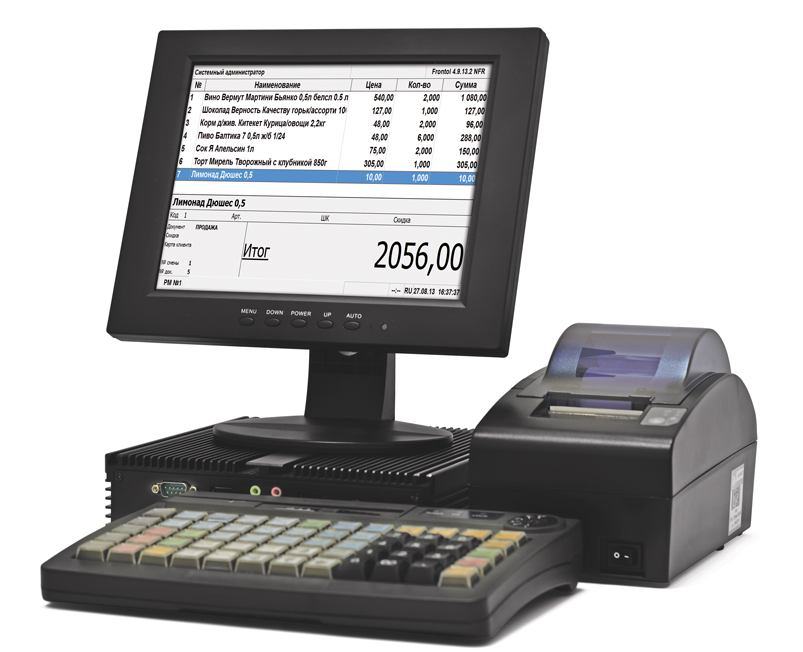 Системный администратор Frontol 4.9.13.2 NFR
№ Наименование Цена Кол-во Сумма
1 Вино Вермут Мартини Бьянко 0,5л белсл 0.5 л 540,00 2,000 1 080,00
2 Шоколад Верность Качеству горьк/ассорти 127,00 1,000 127,00
3 Корм д/жив. Китекет Курица/овощи 2,2кг 48,00 2,000 96,00
4 Пиво Балтика 7 0,5л ж/б 1/24 48,00 6,000 288,00
5 Сок Я Апельсин 1л 75,00 2,000 150,00
6 Торт Мирель Творожный с клубникой 850г 305,00 1,000 305,00
7 Лимонад Дюшес 0,5 10,00 1,000 10,00
Лимонад Дюшес 0,5
Код 1 Арт. ШК Скидка
Документ ПРОДАЖА
Скидка
Карта клиента
Итог 2056,00
№ смены 1
№ док. 5
РМ №1 --:-- RU 27.08.13 16:37:37
MENU DOWN POWER UP AUTO